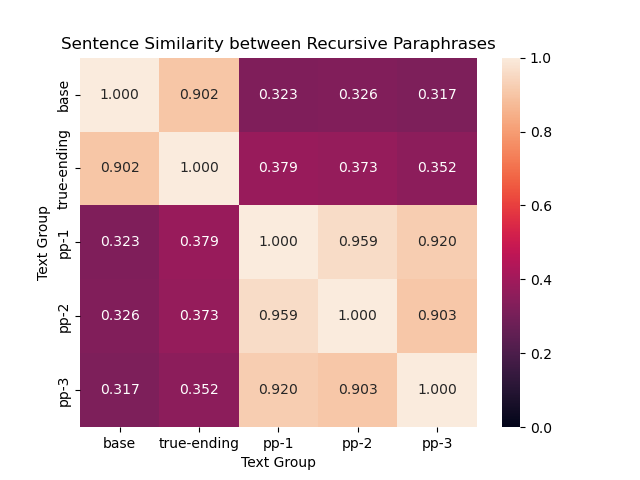 Sentence Similarity between Recursive Paraphrases
base 1.000 0.902 0.323 0.326 0.317
true-ending 0.902 1.000 0.379 0.373 0.352
pp-1 0.323 0.379 1.000 0.959 0.920
pp-2 0.326 0.373 0.959 1.000 0.903
pp-3 0.317 0.352 0.920 0.903 1.000
Text Group
base true-ending pp-1 pp-2 pp-3
Text Group
1.0
0.8
0.6
0.4
0.2
0.0